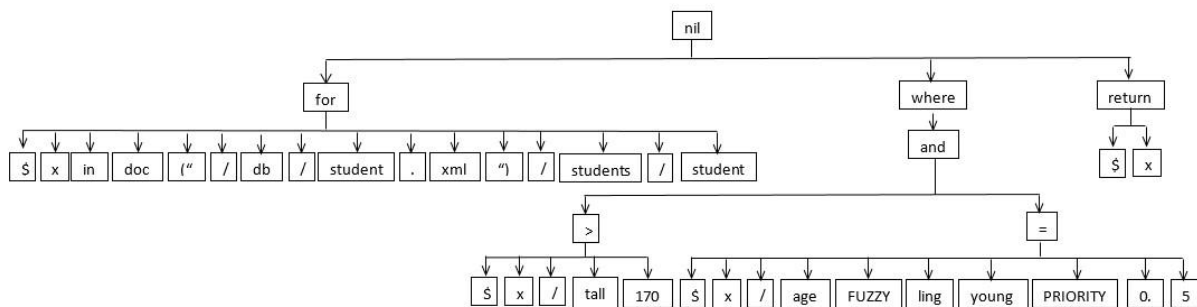 nil
for where return
and
$ x in doc (“ / db / student . xml “) / students / student
$ x
> =
$ x / tall 170 $ x / age FUZZY ling young PRIORITY 0. 5